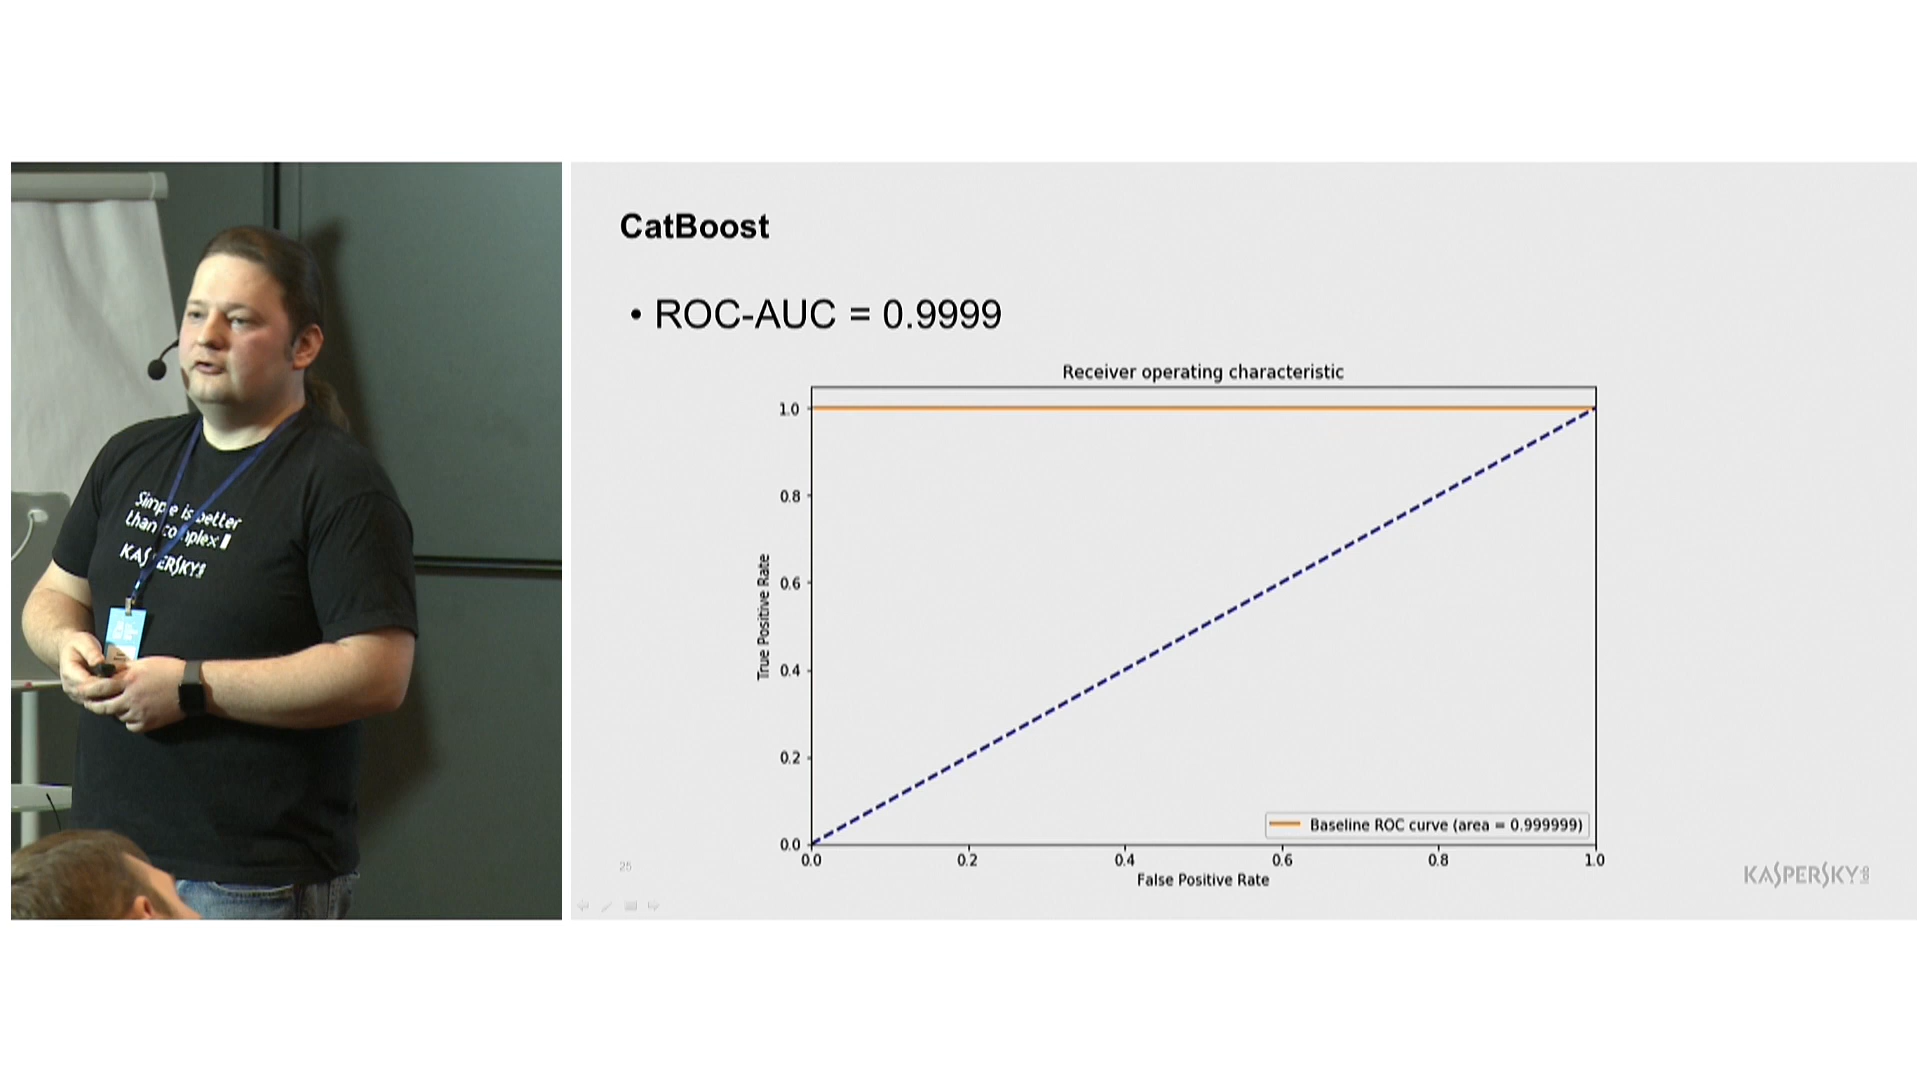 Simple is better
than complex
KASPERSKY
CatBoost
• ROC-AUC = 0.9999
Receiver operating characteristic
1.0
0.8
0.6
0.4
0.2
0.0
True Positive Rate
0.0 0.2 0.4 0.6 0.8 1.0
False Positive Rate
Baseline ROC curve (area = 0.999999)
25
KASPERSKY lab